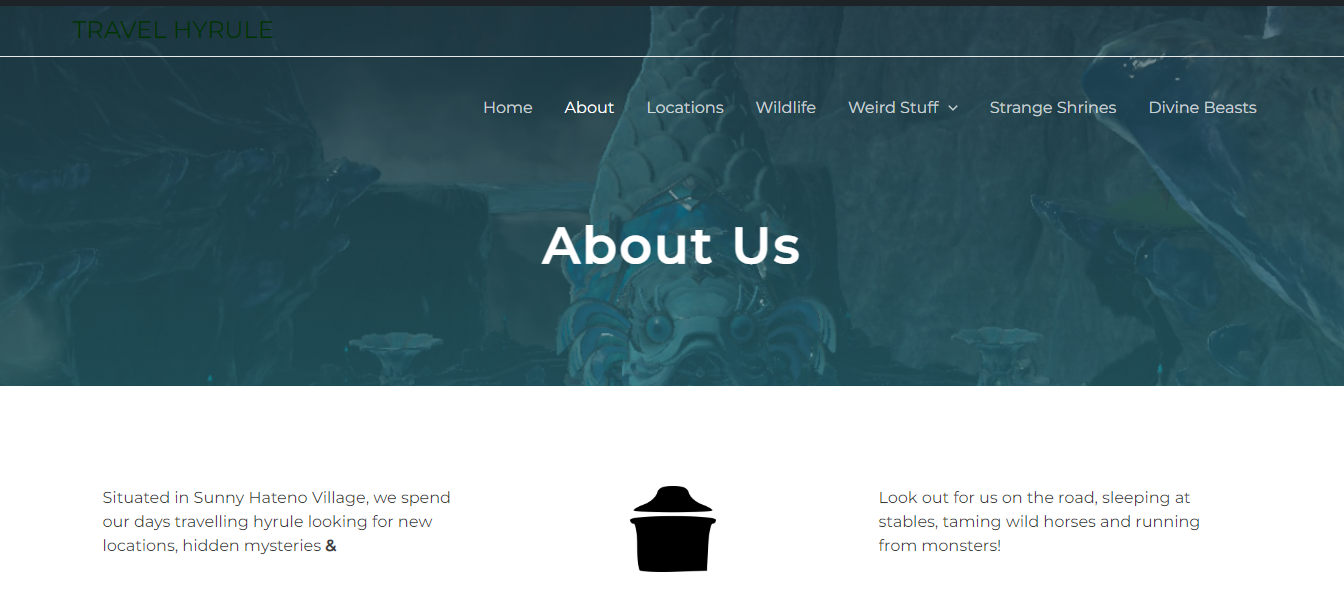 TRAVEL HYRULE
Home About Locations Wildlife Weird Stuff Strange Shrines Divine Beasts
About Us
Situated in Sunny Hateno Village, we spend
our days travelling hyrule looking for new
locations, hidden mysteries &
Look out for us on the road, sleeping at
stables, taming wild horses and running
from monsters!